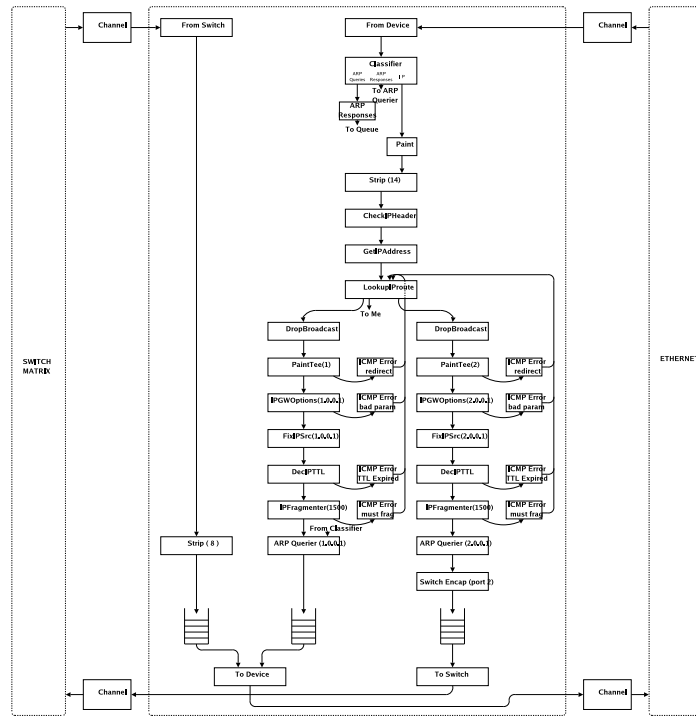 Channel
From Switch
From Device
Channel
Classifier
ARP Queries
ARP Responses
IP
To ARP Querier
ARP Responses
To Queue
Paint
Strip (14)
CheckIPHeader
GetIPAddress
LookupIProute
To Me
DropBroadcast
DropBroadcast
SWITCH
MATRIX
ETHERNET
PaintTee(1)
ICMP Error
redirect
PaintTee(2)
ICMP Error
redirect
IPGWOptions(1.0.0.1)
ICMP Error
bad param
IPGWOptions(2.0.0.1)
ICMP Error
bad param
FixIPSrc(1.0.0.1)
FixIPSrc(2.0.0.1)
DecIPTTL
ICMP Error
TTL Expired
DecIPTTL
ICMP Error
TTL Expired
IPFragmenter(1500)
ICMP Error
must frag
IPFragmenter(1500)
ICMP Error
must frag
From Classifier
Strip ( 8 )
ARP Querier (1.0.0.1)
ARP Querier (2.0.0.1)
Switch Encap (port 2)
To Device
To Switch
Channel
Channel